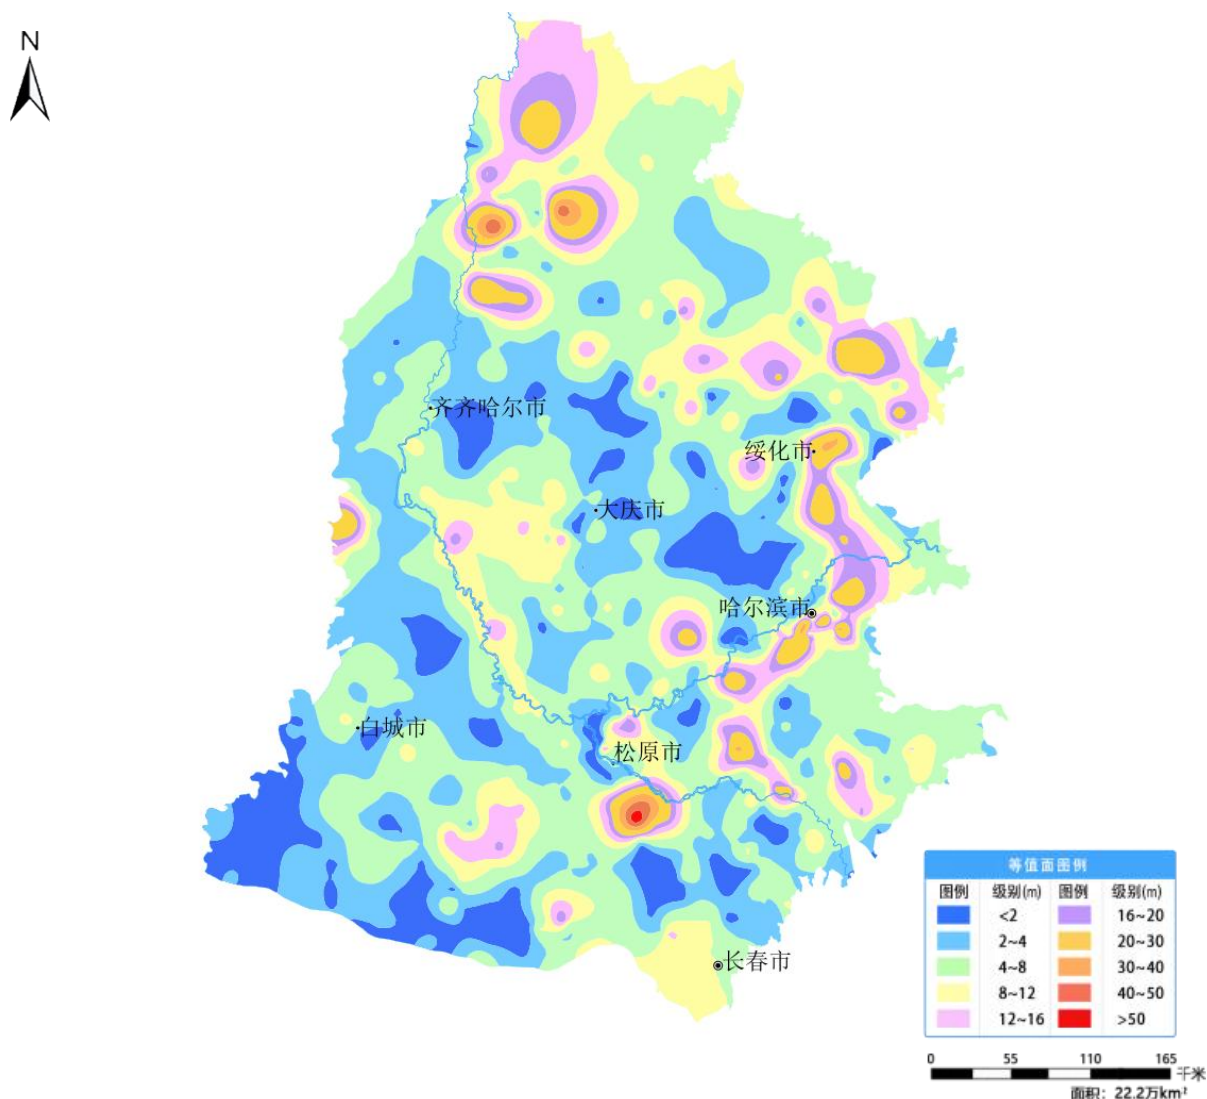 N
齐齐哈尔市
绥化市
大庆市
哈尔滨市
白城市
松原市
长春市
等值面图例
图例 级别(m) 图例 级别(m)
<2 16~20
2~4 20~30
4~8 30~40
8~12 40~50
12~16 >50
0 55 110 165
千米
面积：22.2万km²